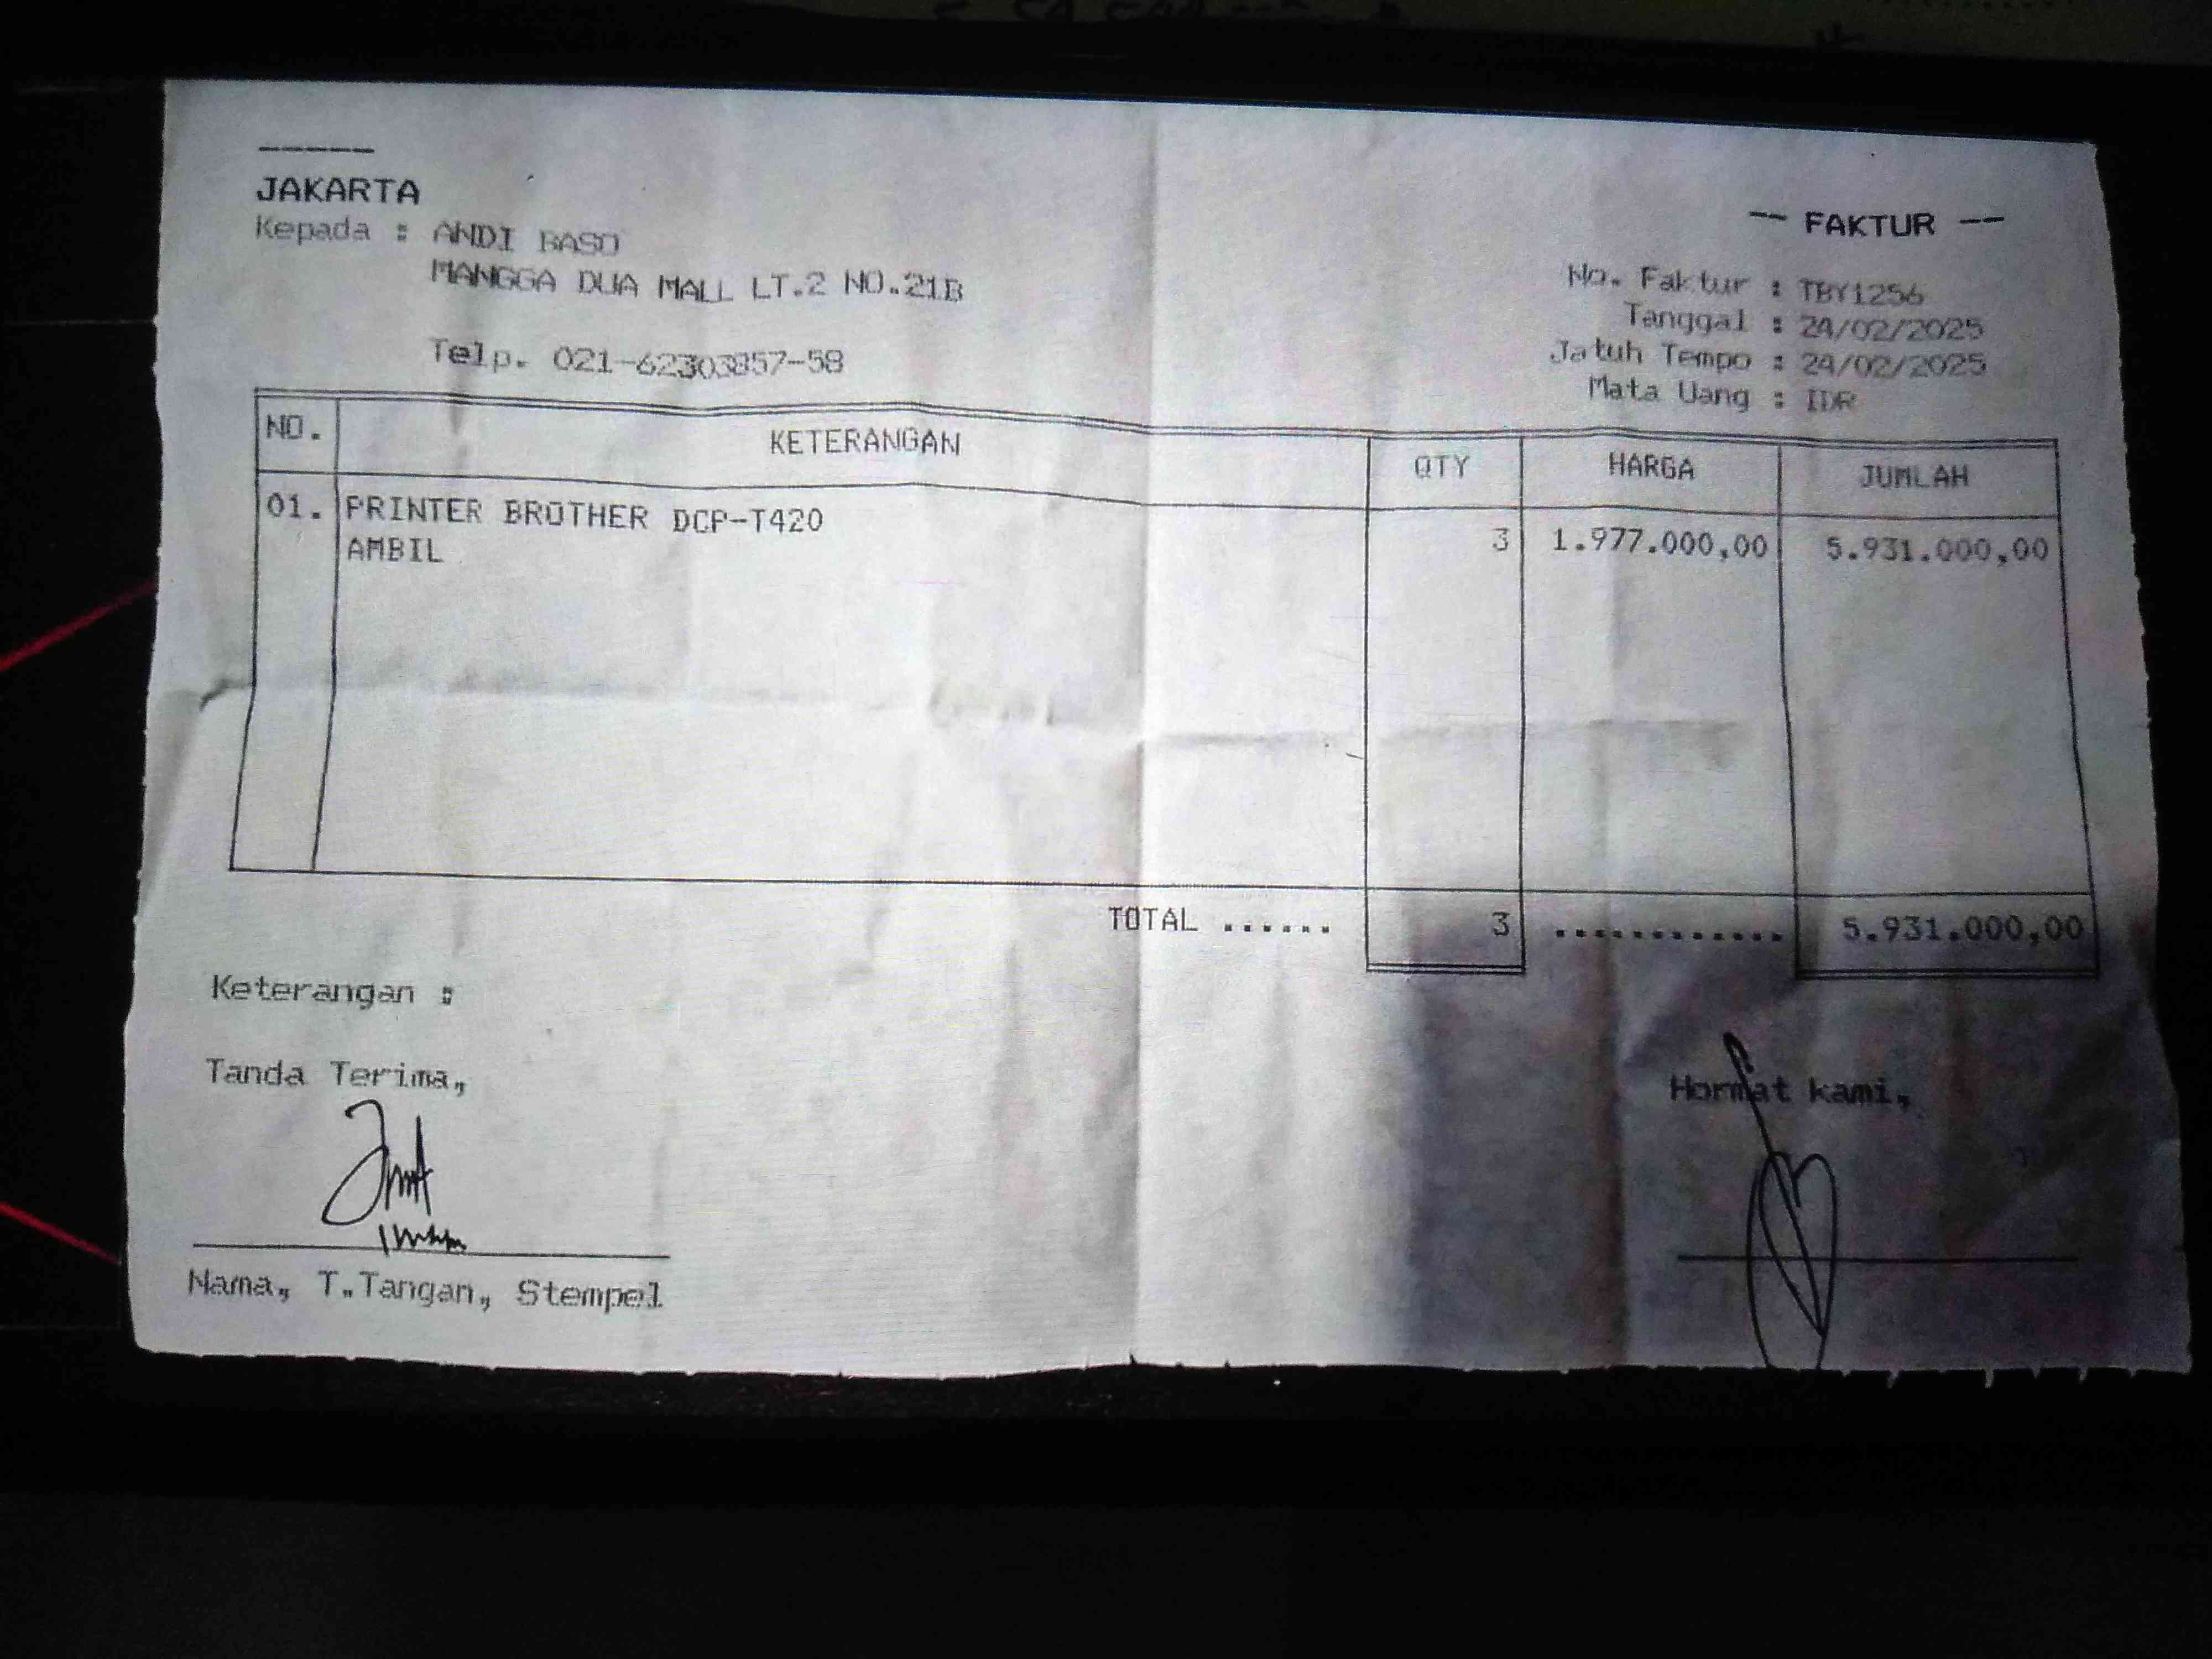 -----
JAKARTA
Kepada : ANDI BASO
MANGGA DUA MALL LT.2 NO.21B
Telp. 021-62303857-58
-- FAKTUR --
No. Faktur : TBY1256
Tanggal : 24/02/2025
Jatuh Tempo : 24/02/2025
Mata Uang : IDR
NO. KETERANGAN QTY HARGA JUMLAH
01. PRINTER BROTHER DCP-T420 3 1.977.000,00 5.931.000,00
AMBIL
TOTAL ...... 3 ............ 5.931.000,00
Keterangan :
Tanda Terima,
Hormat kami,
Nama, T.Tangan, Stempel